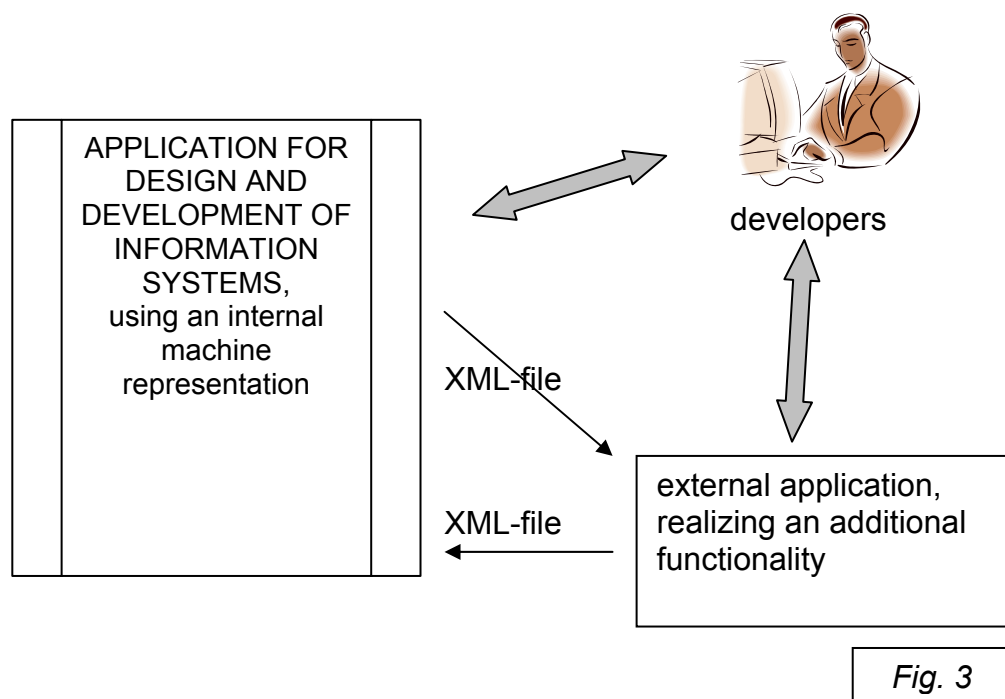 APPLICATION FOR
DESIGN AND
DEVELOPMENT OF
INFORMATION
SYSTEMS,
using an internal
machine
representation
developers
XML-file
XML-file
external application,
realizing an additional
functionality
Fig. 3